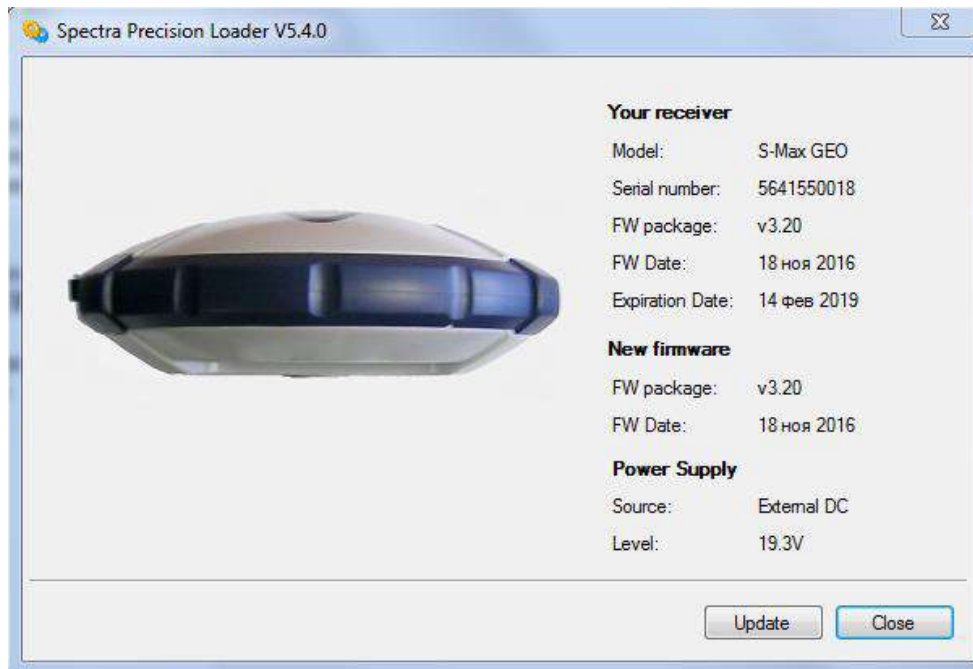 Spectra Precision Loader V5.4.0
Your receiver
Model: S-Max GEO
Serial number: 5641550018
FW package: v3.20
FW Date: 18 ноя 2016
Expiration Date: 14 фев 2019
New firmware
FW package: v3.20
FW Date: 18 ноя 2016
Power Supply
Source: External DC
Level: 19.3V
Update Close